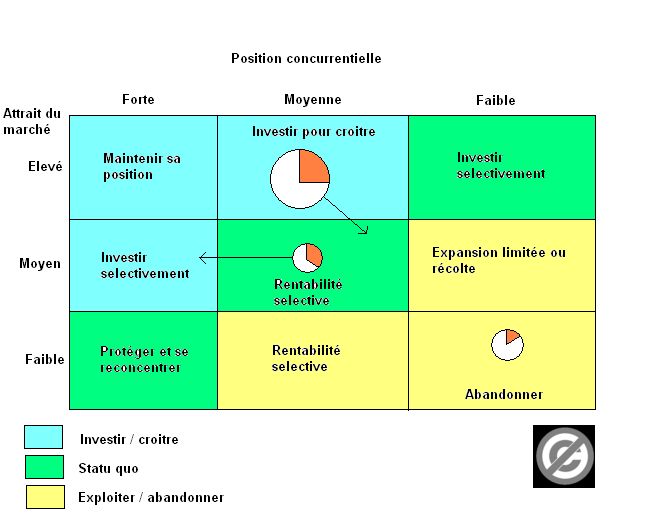 Position concurrentielle
Forte
Moyenne
Faible
Attrait du
marché
Elevé
Maintenir sa
position
Investir pour croitre
Investir
selectivement
Moyen
Investir
selectivement
Rentabilité
selective
Expansion limitée ou
récolte
Faible
Protéger et se
reconcentrer
Rentabilité
selective
Abandonner
Investir / croitre
Statu quo
Exploiter / abandonner